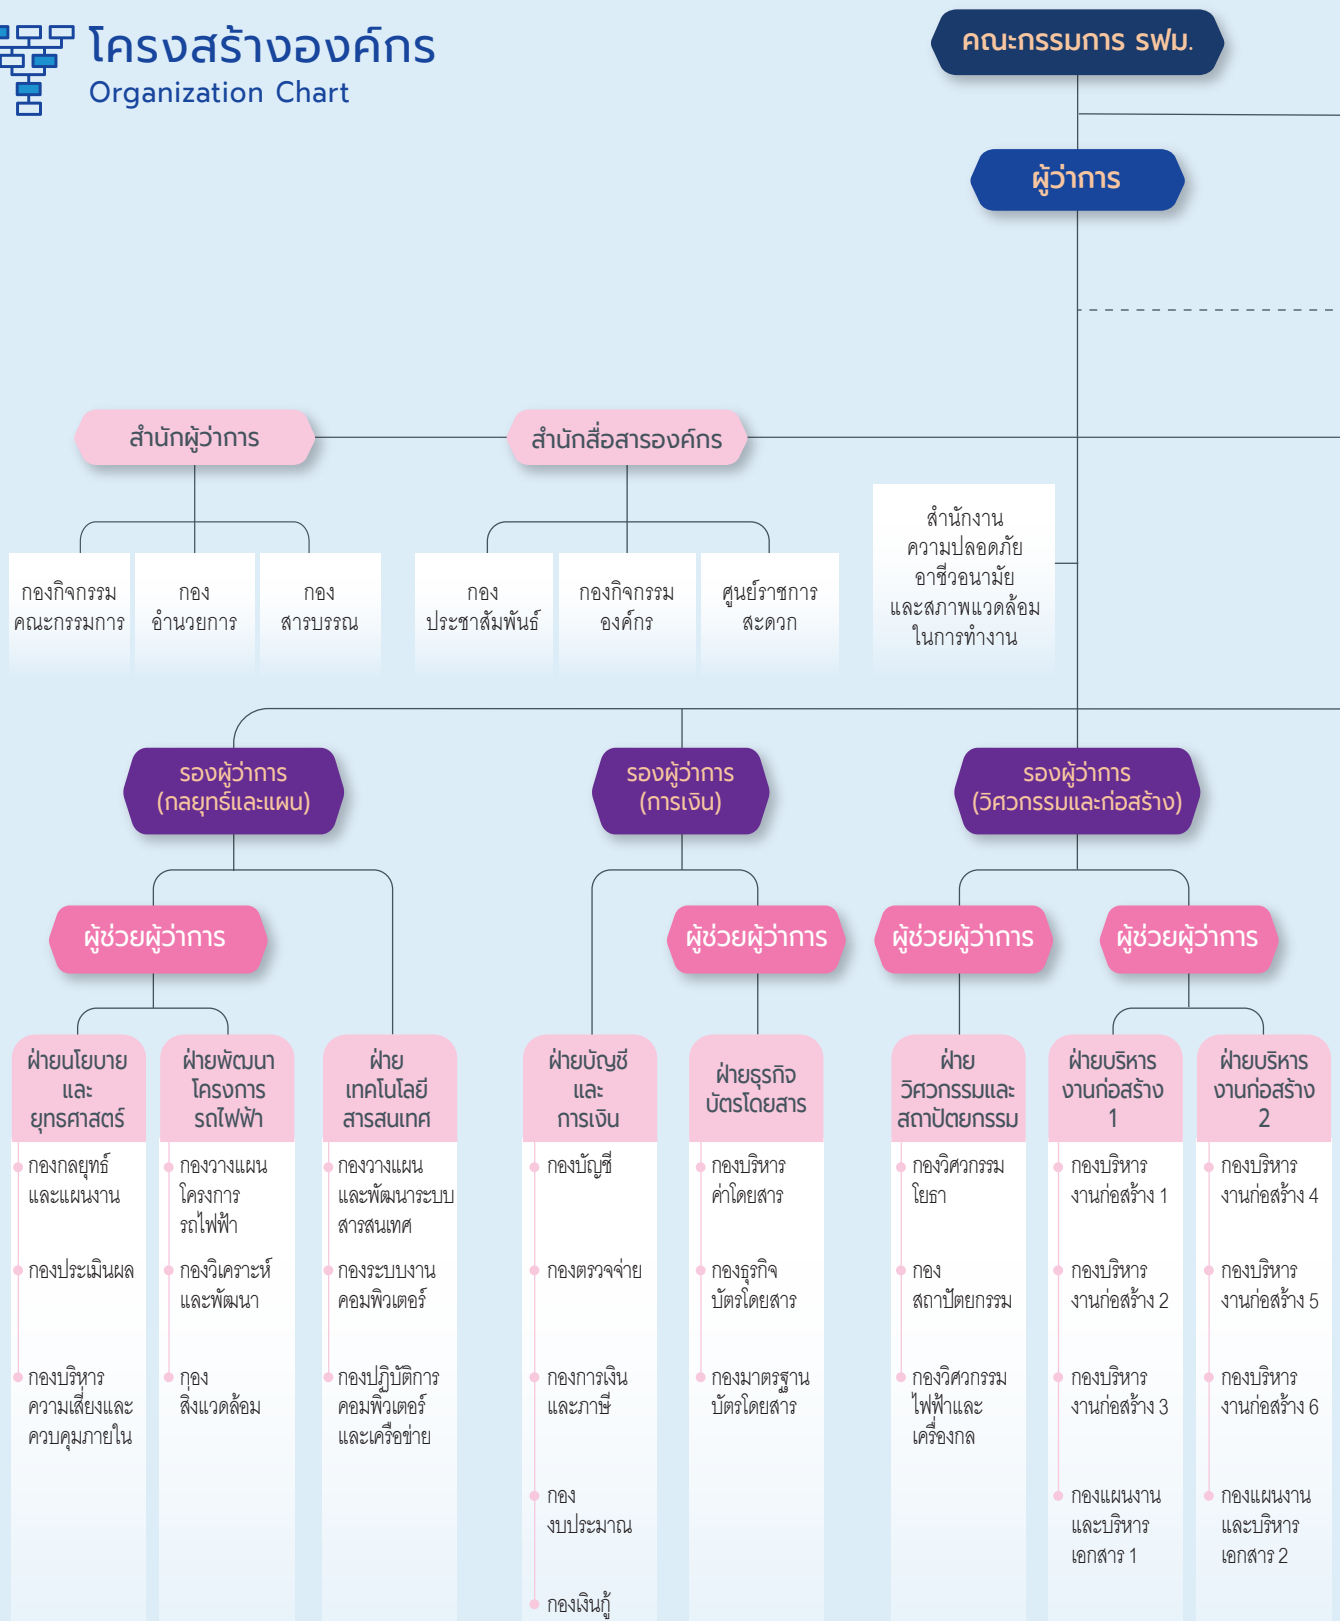 โครงสร้างองค์กร
Organization Chart
คณะกรรมการ รฟม.
ผู้ว่าการ
สำนักผู้ว่าการ
สำนักสื่อสารองค์กร
กองกิจกรรม
คณะกรรมการ
กอง
อำนวยการ
กอง
สารบรรณ
กอง
ประชาสัมพันธ์
กองกิจกรรม
องค์กร
ศูนย์ราชการ
สะดวก
สำนักงาน
ความปลอดภัย
อาชีวอนามัย
และสภาพแวดล้อม
ในการทำงาน
รองผู้ว่าการ
(กลยุทธ์และแผน)
รองผู้ว่าการ
(การเงิน)
รองผู้ว่าการ
(วิศวกรรมและก่อสร้าง)
ผู้ช่วยผู้ว่าการ
ผู้ช่วยผู้ว่าการ
ผู้ช่วยผู้ว่าการ
ผู้ช่วยผู้ว่าการ
ฝ่ายนโยบาย
และ
ยุทธศาสตร์
กองกลยุทธ์
และแผนงาน
กองประเมินผล
กองบริหาร
ความเสี่ยงและ
ควบคุมภายใน
ฝ่ายพัฒนา
โครงการ
รถไฟฟ้า
กองวางแผน
โครงการ
รถไฟฟ้า
กองวิเคราะห์
และพัฒนา
กอง
สิ่งแวดล้อม
ฝ่าย
เทคโนโลยี
สารสนเทศ
กองวางแผน
และพัฒนาระบบ
สารสนเทศ
กองระบบงาน
คอมพิวเตอร์
กองปฏิบัติการ
คอมพิวเตอร์
และเครือข่าย
ฝ่ายบัญชี
และ
การเงิน
กองบัญชี
กองตรวจจ่าย
กองการเงิน
และภาษี
กอง
งบประมาณ
กองเงินกู้
ฝ่ายธุรกิจ
บัตรโดยสาร
กองบริหาร
ค่าโดยสาร
กองธุรกิจ
บัตรโดยสาร
กองมาตรฐาน
บัตรโดยสาร
ฝ่าย
วิศวกรรมและ
สถาปัตยกรรม
กองวิศวกรรม
โยธา
กอง
สถาปัตยกรรม
กองวิศวกรรม
ไฟฟ้าและ
เครื่องกล
ฝ่ายบริหาร
งานก่อสร้าง
1
กองบริหาร
งานก่อสร้าง 1
กองบริหาร
งานก่อสร้าง 2
กองบริหาร
งานก่อสร้าง 3
กองแผนงาน
และบริหาร
เอกสาร 1
ฝ่ายบริหาร
งานก่อสร้าง
2
กองบริหาร
งานก่อสร้าง 4
กองบริหาร
งานก่อสร้าง 5
กองบริหาร
งานก่อสร้าง 6
กองแผนงาน
และบริหาร
เอกสาร 2